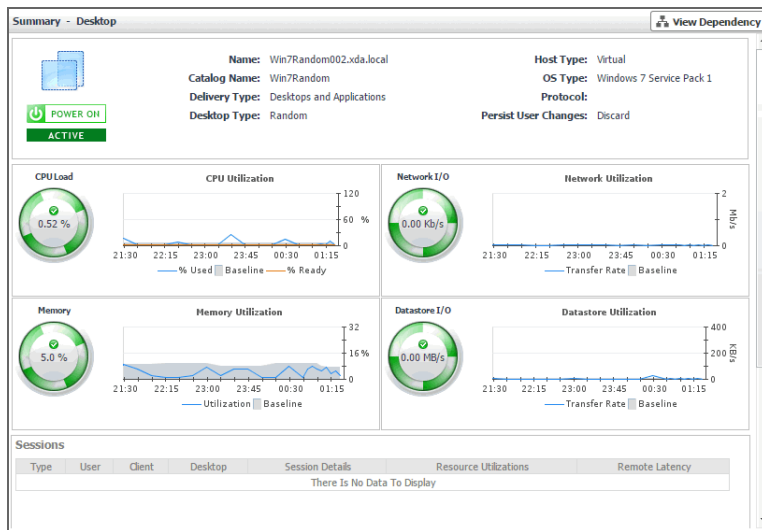 Summary - Desktop
View Dependency
Name: Win7Random002.xda.local
Host Type: Virtual
Catalog Name: Win7Random
OS Type: Windows 7 Service Pack 1
Delivery Type: Desktops and Applications
Protocol:
Desktop Type: Random
Persist User Changes: Discard
POWER ON
ACTIVE
CPU Load
0.52 %
CPU Utilization
120
60 %
0
21:30 22:15 23:00 23:45 00:30 01:15
% Used Baseline % Ready
Network I/O
0.00 Kb/s
Network Utilization
2
Mb/s
0
21:30 22:15 23:00 23:45 00:30 01:15
Transfer Rate Baseline
Memory
5.0 %
Memory Utilization
32
16 %
0
21:30 22:15 23:00 23:45 00:30 01:15
Utilization Baseline
Datastore I/O
0.00 MB/s
Datastore Utilization
400
200 KB/s
0
21:30 22:15 23:00 23:45 00:30 01:15
Transfer Rate Baseline
Sessions
Type User Client Desktop Session Details Resource Utilizations Remote Latency
There Is No Data To Display